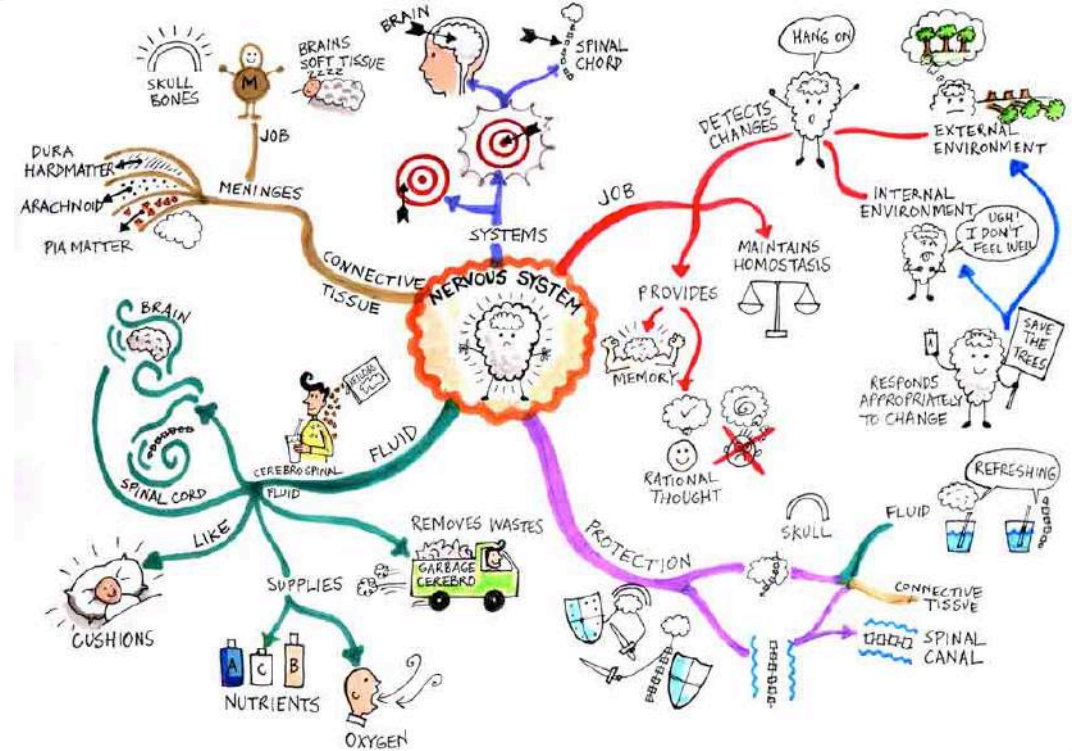 NERVOUS SYSTEM
CONNECTIVE
TISSUE
MENINGES
JOB
SKULL
BONES
M
BRAINS
SOFT TISSUE
ZZZZ
DURA
HARDMATTER
ARACHNOID
PIA MATTER
SYSTEMS
BRAIN
SPINAL
CHORD
JOB
DETECTS
CHANGES
HANG ON
EXTERNAL
ENVIRONMENT
INTERNAL
ENVIRONMENT
UGH!
I DON'T
FEEL WELL
SAVE
THE
TREES
A
RESPONDS
APPROPRIATELY
TO CHANGE
MAINTAINS
HOMOSTASIS
PROVIDES
MEMORY
RATIONAL
THOUGHT
PROTECTION
SKULL
FLUID
REFRESHING
CONNECTIVE
TISSUE
SPINAL
CANAL
FLUID
CEREBROSPINAL
FLUID
BRAIN
SPINAL CORD
LIKE
CUSHIONS
SUPPLIES
A
C
B
NUTRIENTS
OXYGEN
REMOVES WASTES
GARBAGE
CEREBRO